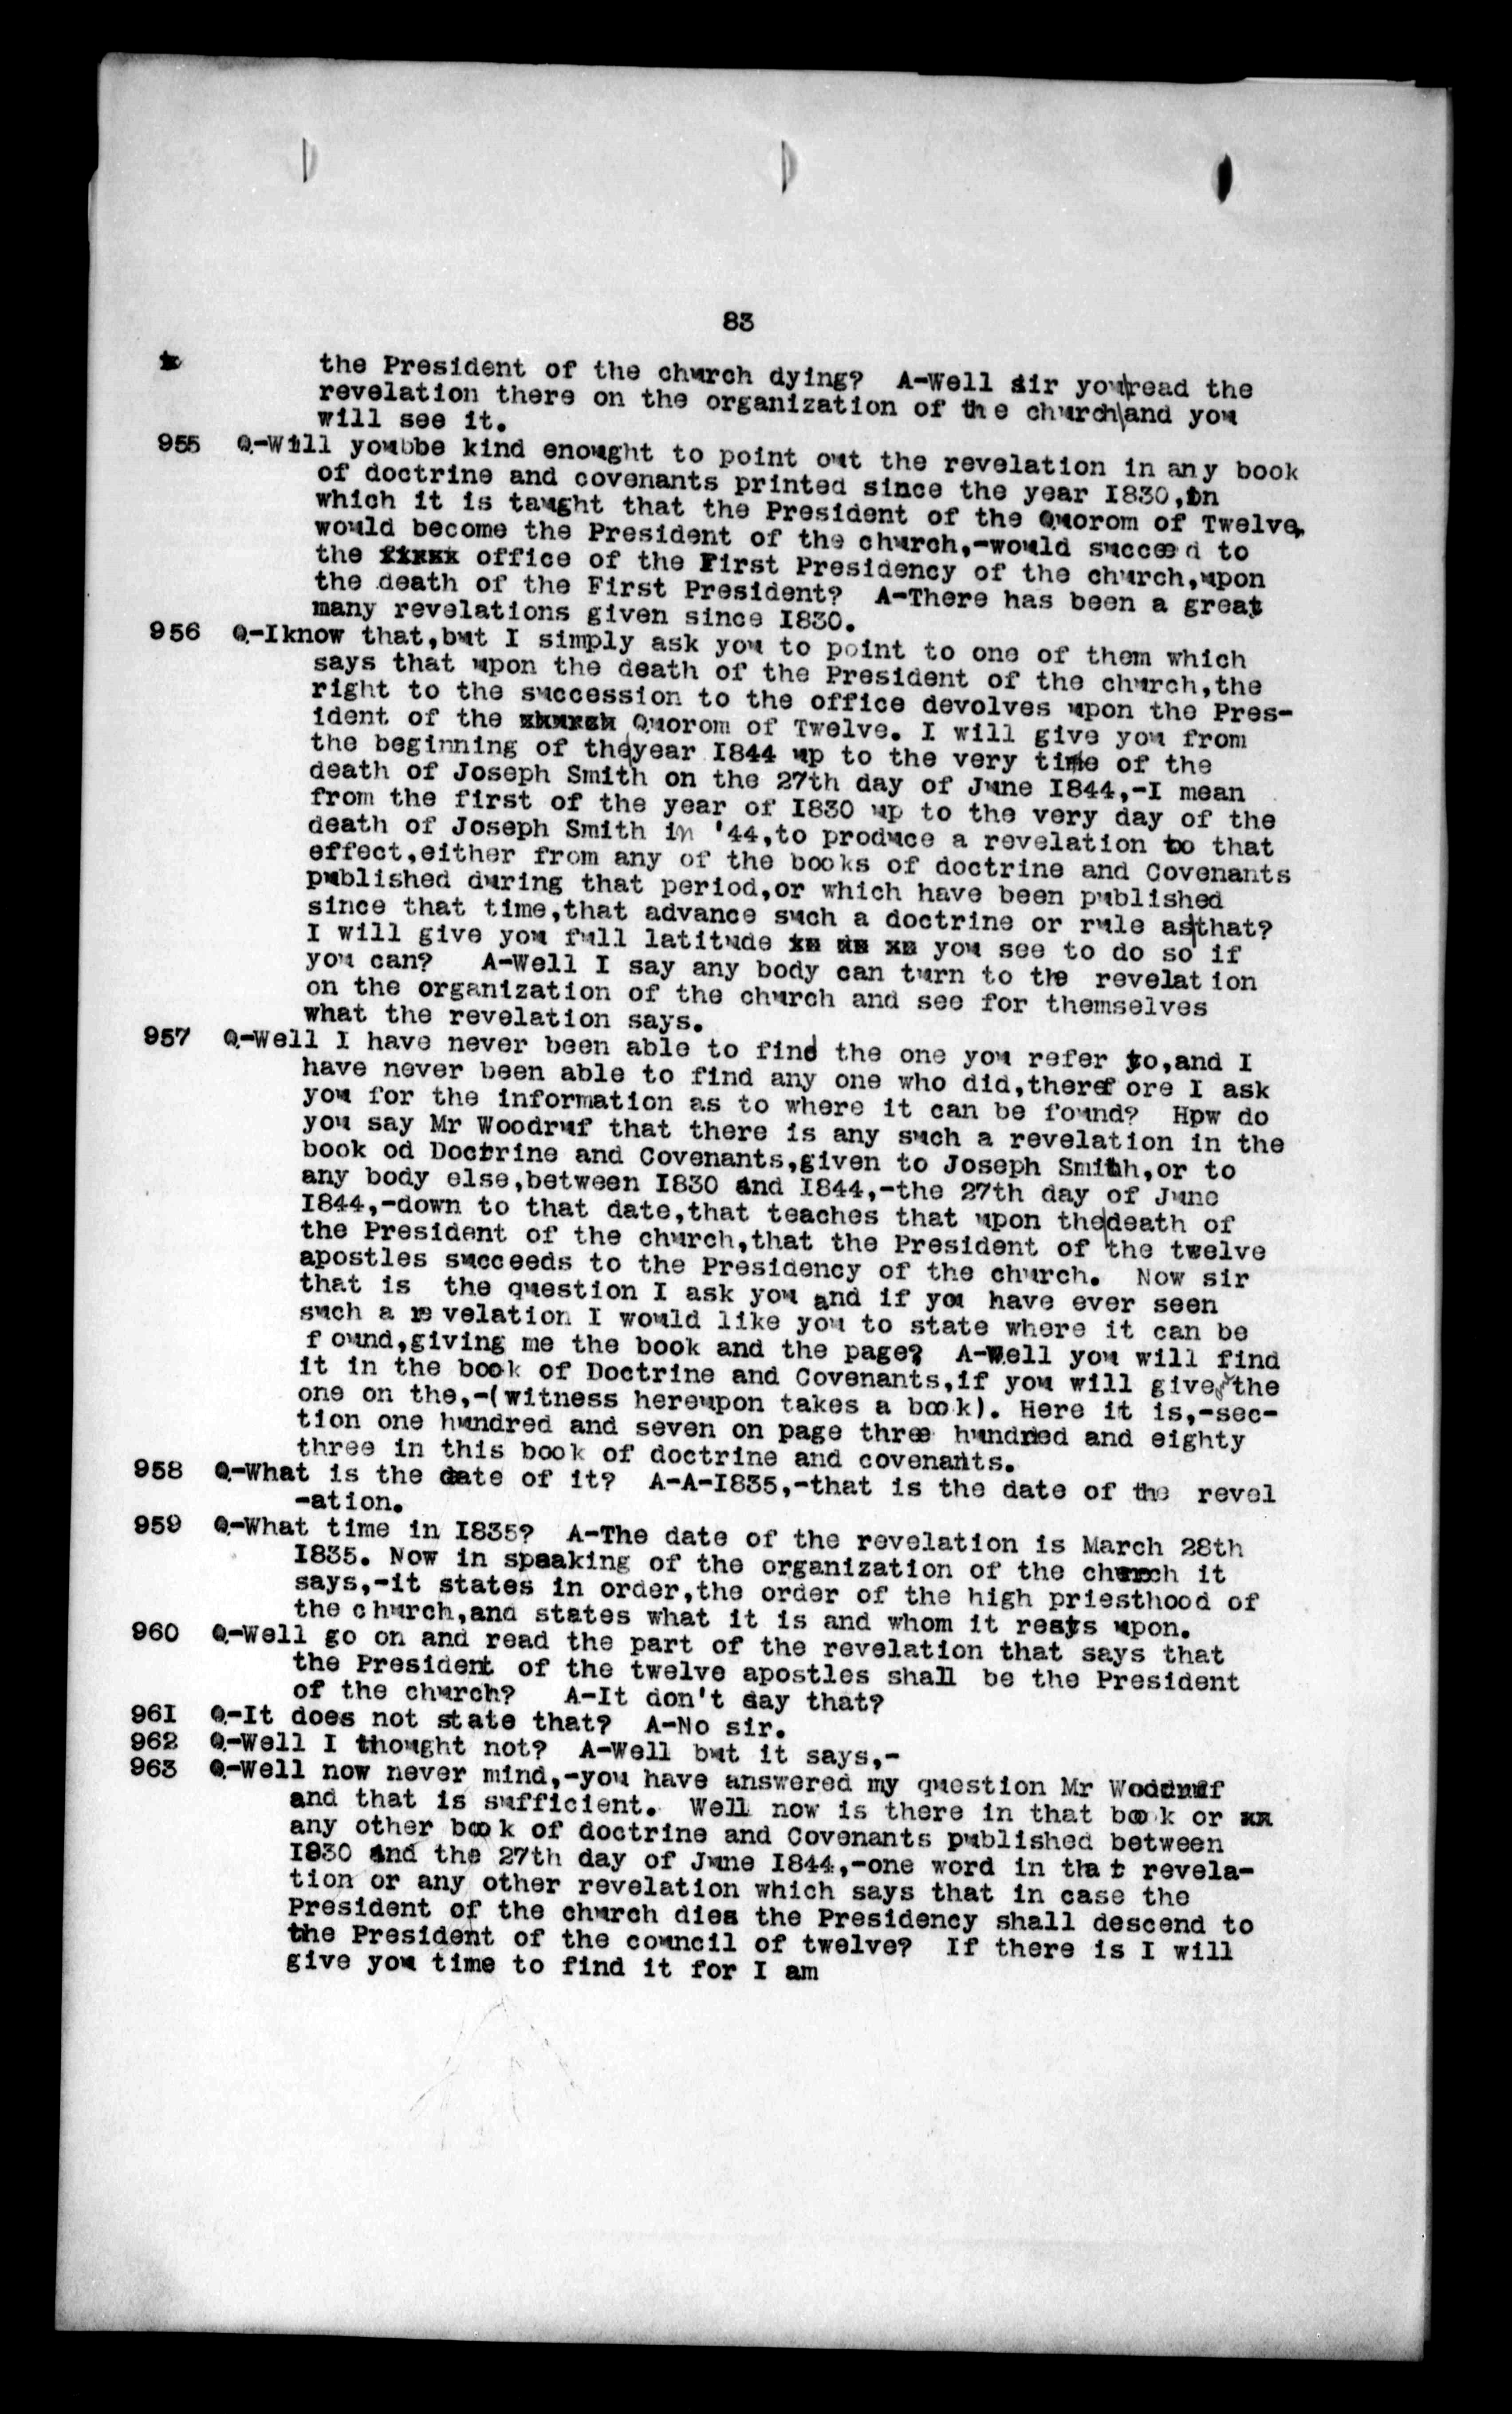 83
the President of the church dying? A-Well sir you read the
revelation there on the organization of the church and you
will see it.
955 Q-Will youbbe kind enought to point out the revelation in any book
of doctrine and covenants printed since the year I830,in
which it is taught that the President of the Quorom of Twelve,
would become the President of the church,-would succeed to
the office of the First Presidency of the church,upon
the death of the First President? A-There has been a great
many revelations given since I830.
956 Q-Iknow that,but I simply ask you to point to one of them which
says that upon the death of the President of the church,the
right to the succession to the office devolves upon the Pres-
ident of the Quorom of Twelve. I will give you from
the beginning of the year I844 up to the very time of the
death of Joseph Smith on the 27th day of June I844,-I mean
from the first of the year of I830 up to the very day of the
death of Joseph Smith in '44,to produce a revelation to that
effect,either from any of the books of doctrine and Covenants
published during that period,or which have been published
since that time,that advance such a doctrine or rule as that?
I will give you full latitude you see to do so if
you can? A-Well I say any body can turn to the revelation
on the organization of the church and see for themselves
what the revelation says.
957 Q-Well I have never been able to find the one you refer to,and I
have never been able to find any one who did,therefore I ask
you for the information as to where it can be found? Hpw do
you say Mr Woodruf that there is any such a revelation in the
book od Doctrine and Covenants,given to Joseph Smith,or to
any body else,between I830 and I844,-the 27th day of June
I844,-down to that date,that teaches that upon the death of
the President of the church,that the President of the twelve
apostles succeeds to the Presidency of the church. Now sir
that is the question I ask you and if you have ever seen
such a revelation I would like you to state where it can be
found,giving me the book and the page? A-Well you will find
it in the book of Doctrine and Covenants,if you will give the
one on the,-(witness hereupon takes a book). Here it is,-sec-
tion one hundred and seven on page three hundred and eighty
three in this book of doctrine and covenants.
958 Q-What is the date of it? A-A-I835,-that is the date of the revel
-ation.
959 Q-What time in I835? A-The date of the revelation is March 28th
I835. Now in speaking of the organization of the church it
says,-it states in order,the order of the high priesthood of
the church,and states what it is and whom it rests upon.
960 Q-Well go on and read the part of the revelation that says that
the President of the twelve apostles shall be the President
of the church? A-It don't say that?
961 Q-It does not state that? A-No sir.
962 Q-Well I thought not? A-Well but it says,-
963 Q-Well now never mind,-you have answered my question Mr Woodruf
and that is sufficient. Well now is there in that book or
any other book of doctrine and Covenants published between
I830 and the 27th day of June I844,-one word in that revela-
tion or any other revelation which says that in case the
President of the church dies the Presidency shall descend to
the President of the council of twelve? If there is I will
give you time to find it for I am